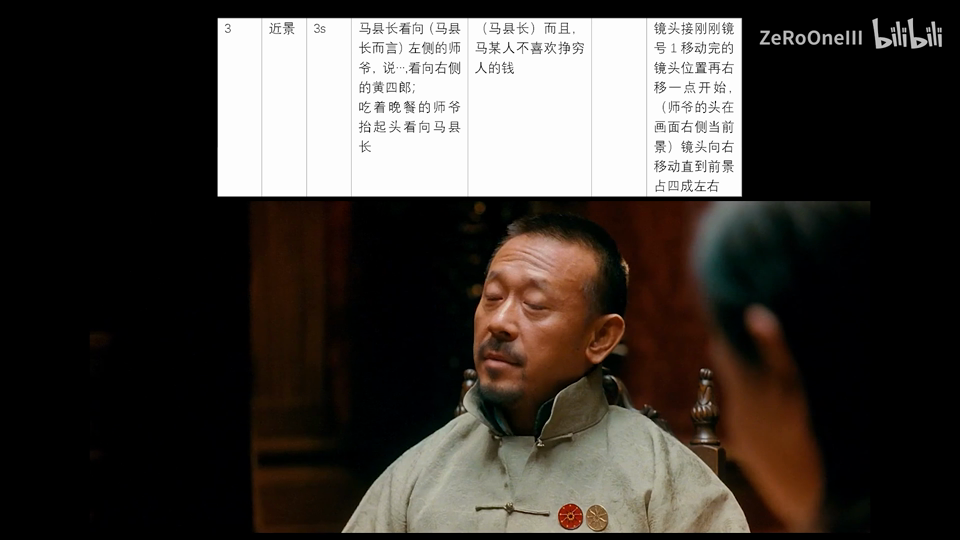 3
近景
3s
马县长看向（马县
长而言）左侧的师
爷，说…,看向右侧
的黄四郎；
吃着晚餐的师爷
抬起头看向马县
长
（马县长）而且，
马某人不喜欢挣穷
人的钱
镜头接刚刚镜
号 1 移动完的
镜头位置再右
移一点开始，
（师爷的头在
画面右侧当前
景）镜头向右
移动直到前景
占四成左右
ZeRoOneIII bilibili